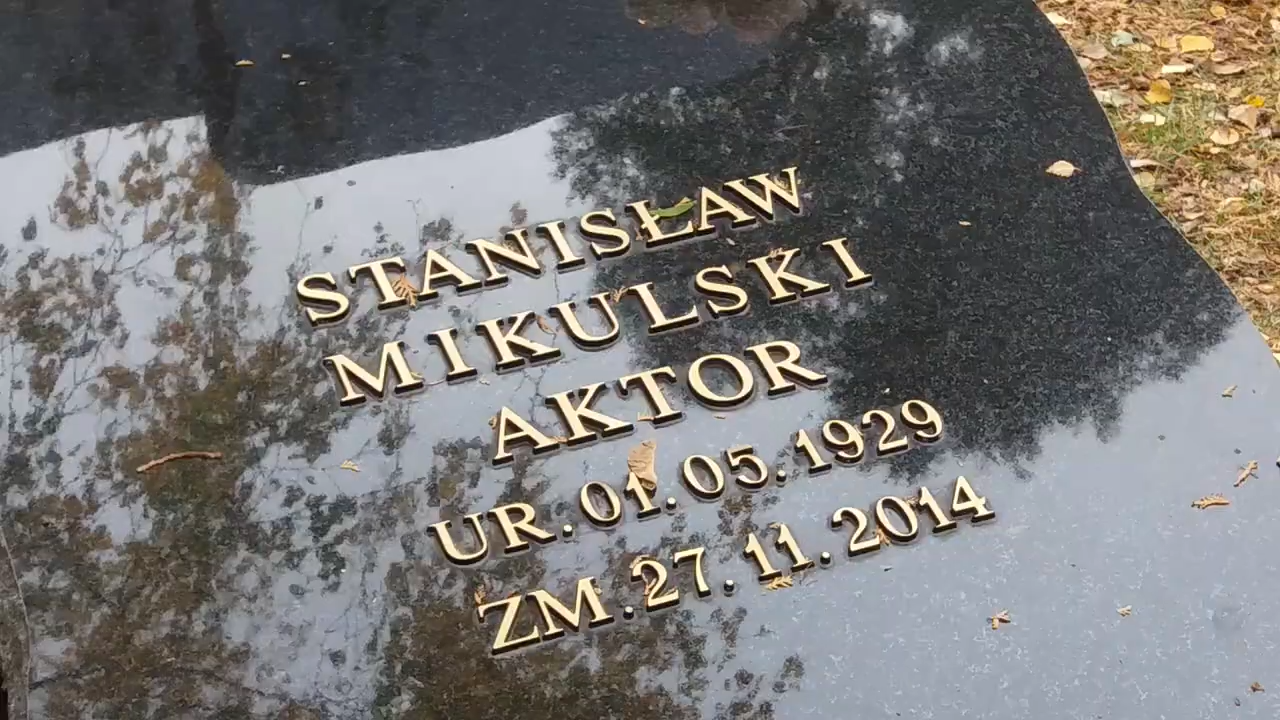 STANISŁAW
MIKULSKI
AKTOR
UR. 01. 05. 1929
ZM. 27. 11. 2014